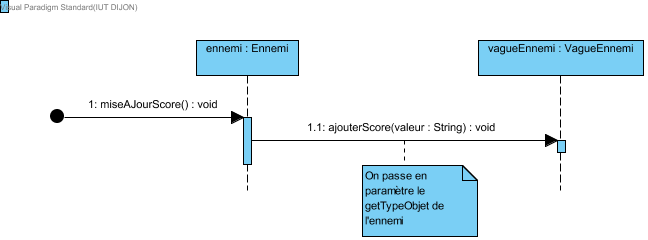 Visual Paradigm Standard(IUT DIJON)
ennemi : Ennemi
vagueEnnemi : VagueEnnemi
1: miseAJourScore() : void
1.1: ajouterScore(valeur : String) : void
On passe en
paramètre le
getTypeObjet de
l'ennemi